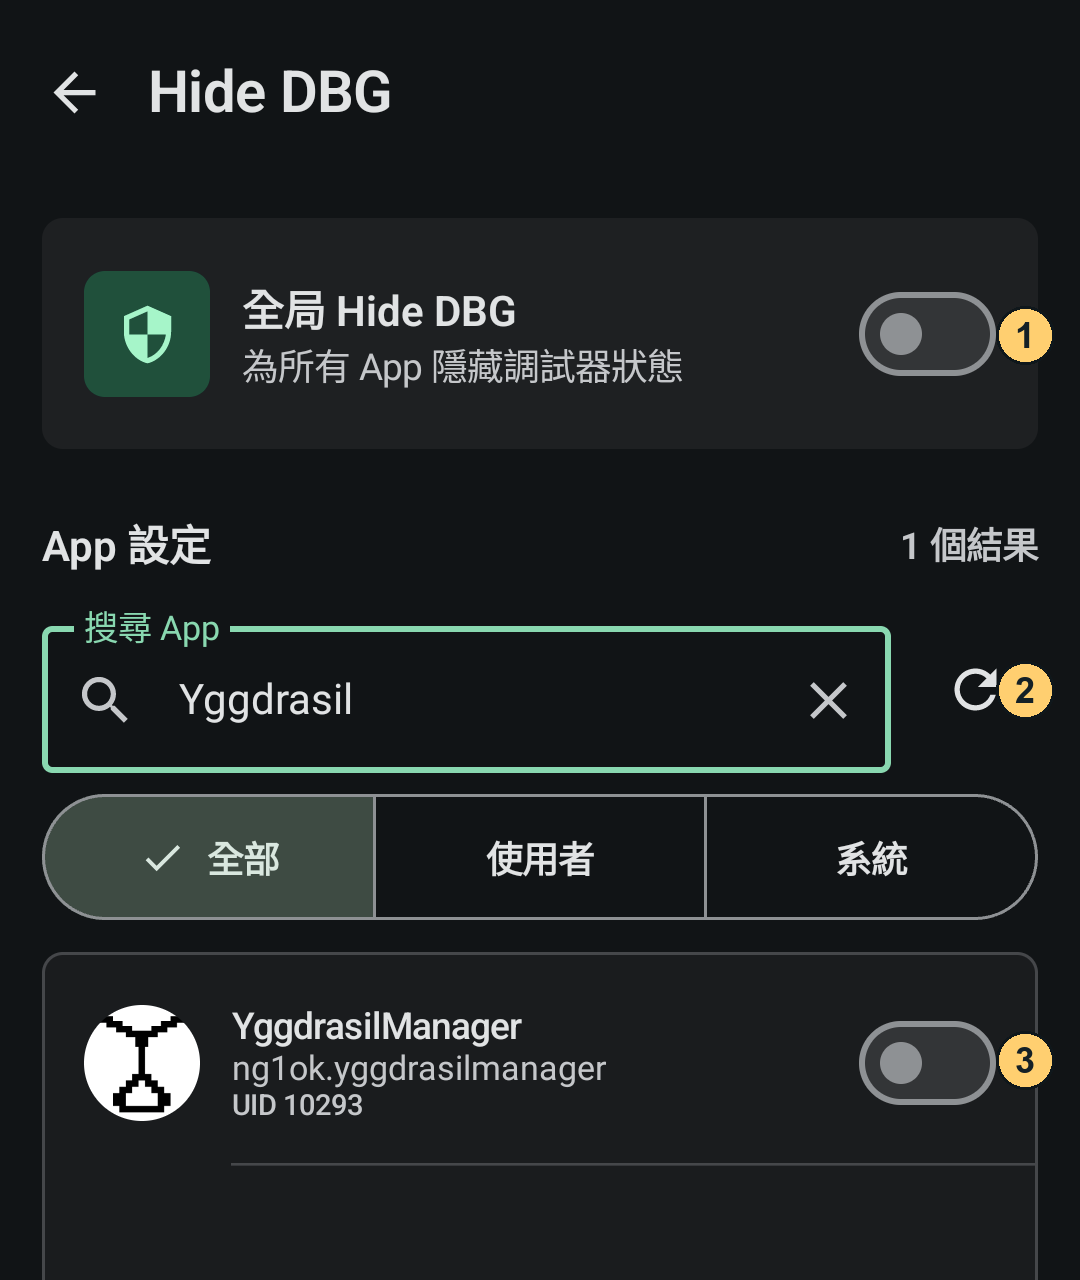 Hide DBG
全局 Hide DBG
為所有 App 隱藏調試器狀態
1
App 設定
1 個結果
搜尋 App
Yggdrasil
2
全部
使用者
系統
YggdrasilManager
ng1ok.yggdrasilmanager
UID 10293
3